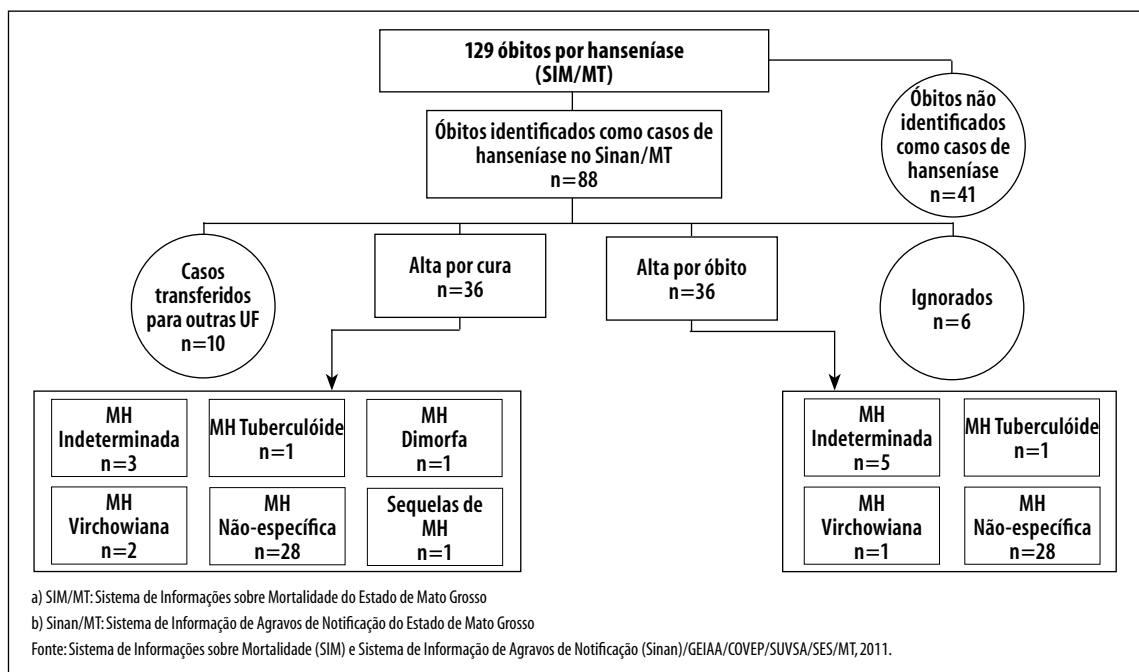 129 óbitos por hanseníase
(SIM/MT)
Óbitos não
identificados
como casos de
hanseníase
n=41
Óbitos identificados como casos de
hanseníase no Sinan/MT
n=88
Casos
transferidos
para outras UF
n=10
Alta por cura
n=36
Alta por óbito
n=36
Ignorados
n=6
MH
Indeterminada
n=3
MH Tuberculóide
n=1
MH
Dimorfa
n=1
MH
Virchowiana
n=2
MH
Não-específica
n=28
Sequelas de
MH
n=1
MH
Indeterminada
n=5
MH Tuberculóide
n=1
MH
Virchowiana
n=1
MH
Não-específica
n=28
a) SIM/MT: Sistema de Informações sobre Mortalidade do Estado de Mato Grosso
b) Sinan/MT: Sistema de Informação de Agravos de Notificação do Estado de Mato Grosso
Fonte: Sistema de Informações sobre Mortalidade (SIM) e Sistema de Informação de Agravos de Notificação (Sinan)/GEIAA/COVEP/SUVSA/SES/MT, 2011.